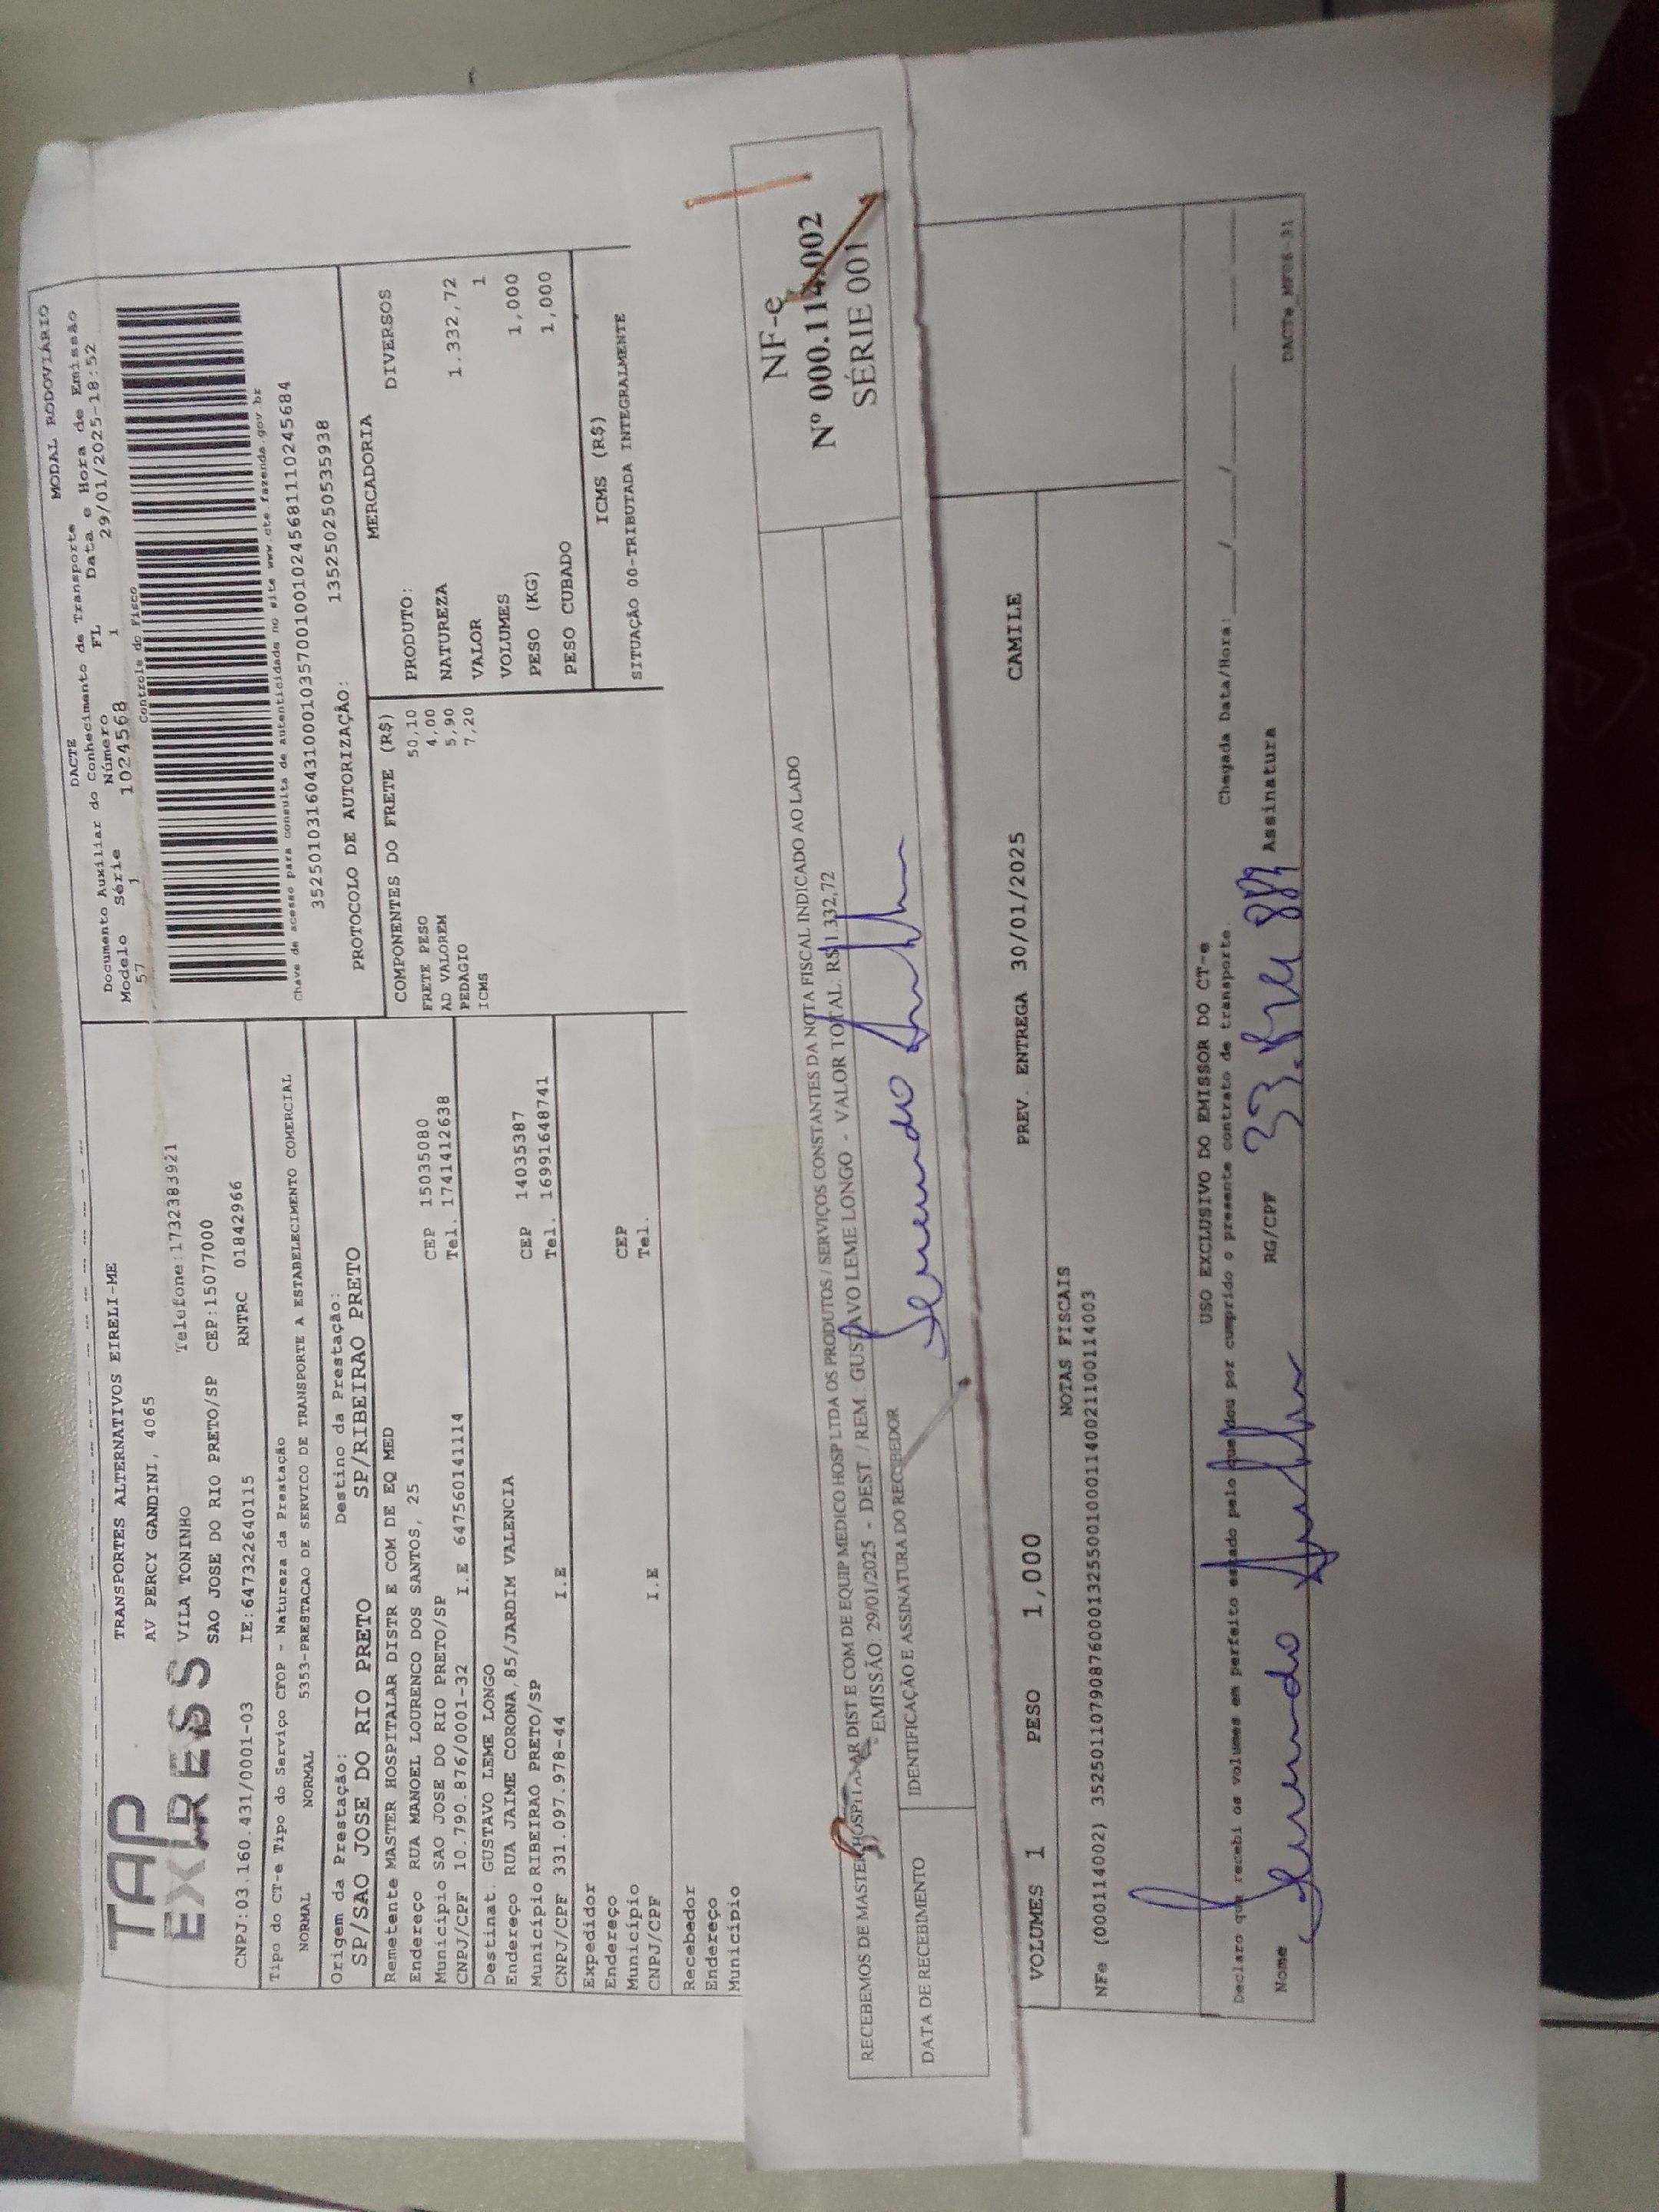 DACTE MODAL RODOVIÁRIO
Documento Auxiliar do Conhecimento de Transporte
Modelo Série Número FL Data e Hora de Emissão
57 1 1024568 1 29/01/2025-18:52
Controle do Fisco
TAP EXPRESS
TRANSPORTES ALTERNATIVOS EIRELI-ME
AV PERCY GANDINI, 4065
VILA TONINHO Telefone:1732383921
SAO JOSE DO RIO PRETO/SP CEP:15077000
CNPJ:03.160.431/0001-03 IE:647322640115 RNTRC 01842966
Chave de acesso para consulta de autenticidade no site www.cte.fazenda.gov.br
35250103160431000103570010010245681110245684
PROTOCOLO DE AUTORIZAÇÃO: 135250250535938
Tipo do CT-e Tipo do Serviço CFOP - Natureza da Prestação
NORMAL NORMAL 5353-PRESTACAO DE SERVICO DE TRANSPORTE A ESTABELECIMENTO COMERCIAL
Origem da Prestação: Destino da Prestação:
SP/SAO JOSE DO RIO PRETO SP/RIBEIRAO PRETO
Remetente MASTER HOSPITALAR DISTR E COM DE EQ MED
Endereço RUA MANOEL LOURENCO DOS SANTOS, 25 CEP 15035080
Município SAO JOSE DO RIO PRETO/SP Tel. 1741412638
CNPJ/CPF 10.790.876/0001-32 I.E 647560141114
Destinat. GUSTAVO LEME LONGO
Endereço RUA JAIME CORONA,85/JARDIM VALENCIA CEP 14035387
Município RIBEIRAO PRETO/SP Tel. 16991648741
CNPJ/CPF 331.097.978-44 I.E
Expedidor
Endereço CEP
Município Tel.
CNPJ/CPF I.E
Recebedor
Endereço
Município
COMPONENTES DO FRETE (R$)
FRETE PESO 50,10
AD VALOREM 4,00
PEDAGIO 5,90
ICMS 7,20
MERCADORIA
PRODUTO: DIVERSOS
NATUREZA
VALOR 1.332,72
VOLUMES 1
PESO (KG) 1,000
PESO CUBADO 1,000
ICMS (R$)
SITUAÇÃO 00-TRIBUTADA INTEGRALMENTE
RECEBEMOS DE MASTER HOSPITALAR DIST E COM DE EQUIP MEDICO HOSP LTDA OS PRODUTOS / SERVIÇOS CONSTANTES DA NOTA FISCAL INDICADO AO LADO
EMISSÃO: 29/01/2025 - DEST. / REM.: GUSTAVO LEME LONGO - VALOR TOTAL: R$ 1.332,72
DATA DE RECEBIMENTO IDENTIFICAÇÃO E ASSINATURA DO RECEBEDOR
NF-e
Nº 000.114.002
SÉRIE 001
VOLUMES 1 PESO 1,000 PREV. ENTREGA 30/01/2025 CAMILE
NOTAS FISCAIS
NFe (000114002) 35250110790876000132550010001140021100114003
USO EXCLUSIVO DO EMISSOR DO CT-e
Declaro que recebi os volumes em perfeito estado pelo que dou por cumprido o presente contrato de transporte. Chegada Data/Hora: ____/____/____
Nome RG/CPF Assinatura
DACTe_MF06-31